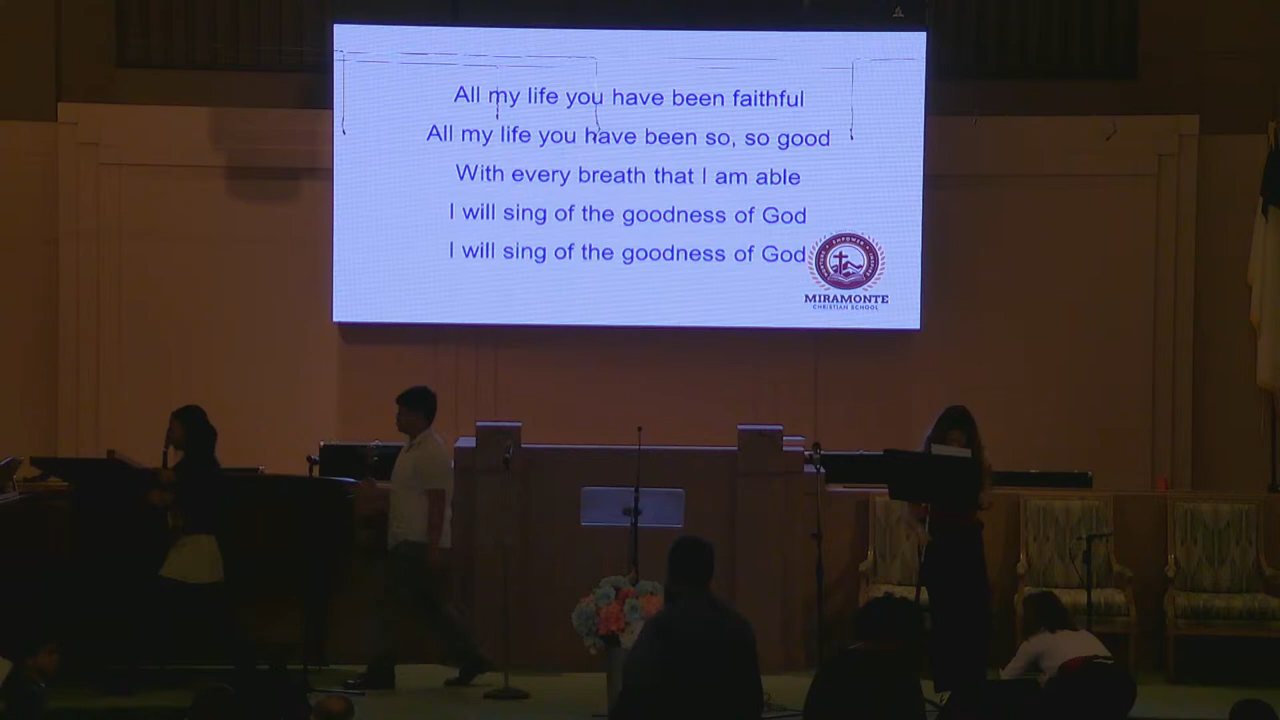 All my life you have been faithful
All my life you have been so, so good
With every breath that I am able
I will sing of the goodness of God
I will sing of the goodness of God
EMPOWER
MIRAMONTE
CHRISTIAN SCHOOL